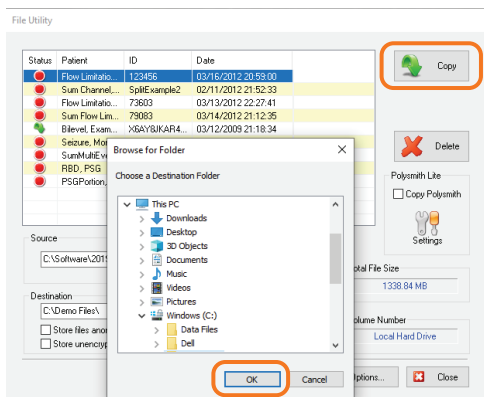 File Utility
Status Patient ID Date
Flow Limitatio... 123456 03/16/2012 20:59:00
Sum Channel,... SplitExample2 02/11/2012 21:52:33
Flow Limitatio... 73603 03/13/2012 22:27:41
Sum Flow Lim... 79083 03/14/2012 21:12:35
Bilevel, Exam... X6AY8JKAR4... 03/12/2009 21:18:34
Seizure, Mor
SumMultiEve
RBD, PSG
PSGPortion,
Copy
Delete
Polysmith Lite
Copy Polysmith
Settings
Browse for Folder
Choose a Destination Folder
This PC
Downloads
Desktop
3D Objects
Documents
Music
Videos
Pictures
Windows (C:)
Data Files
Dell
OK Cancel
Source
C:\Software\201
Destination
C:\Demo Files\
Store files anor
Store unencryp
otal File Size
1338.84 MB
olume Number
Local Hard Drive
ptions... Close